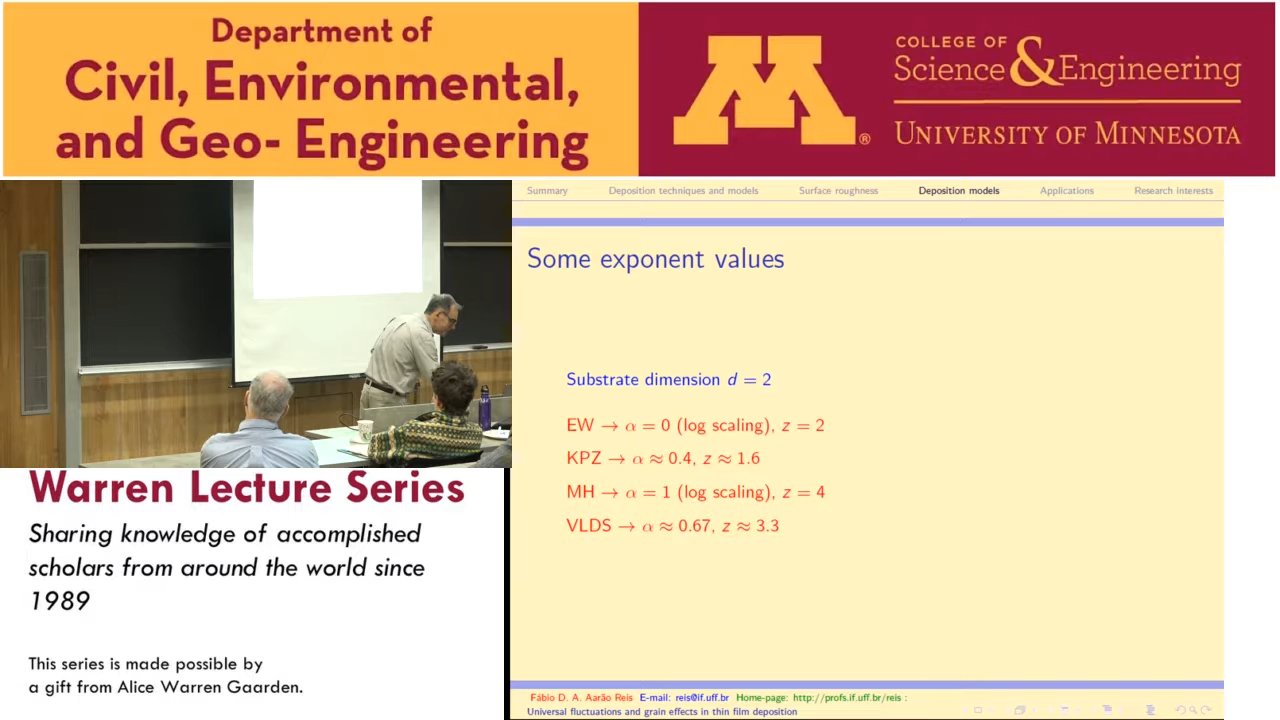 Department of
Civil, Environmental,
and Geo- Engineering
M
®
COLLEGE OF
Science & Engineering
UNIVERSITY OF MINNESOTA
Summary Deposition techniques and models Surface roughness Deposition models Applications Research interests
Some exponent values
Substrate dimension d = 2
EW → α = 0 (log scaling), z = 2
KPZ → α ≈ 0.4, z ≈ 1.6
MH → α = 1 (log scaling), z = 4
VLDS → α ≈ 0.67, z ≈ 3.3
Fábio D. A. Aarão Reis E-mail: reis@if.uff.br Home-page: http://profs.if.uff.br/reis :
Universal fluctuations and grain effects in thin film deposition
Warren Lecture Series
Sharing knowledge of accomplished
scholars from around the world since
1989
This series is made possible by
a gift from Alice Warren Gaarden.